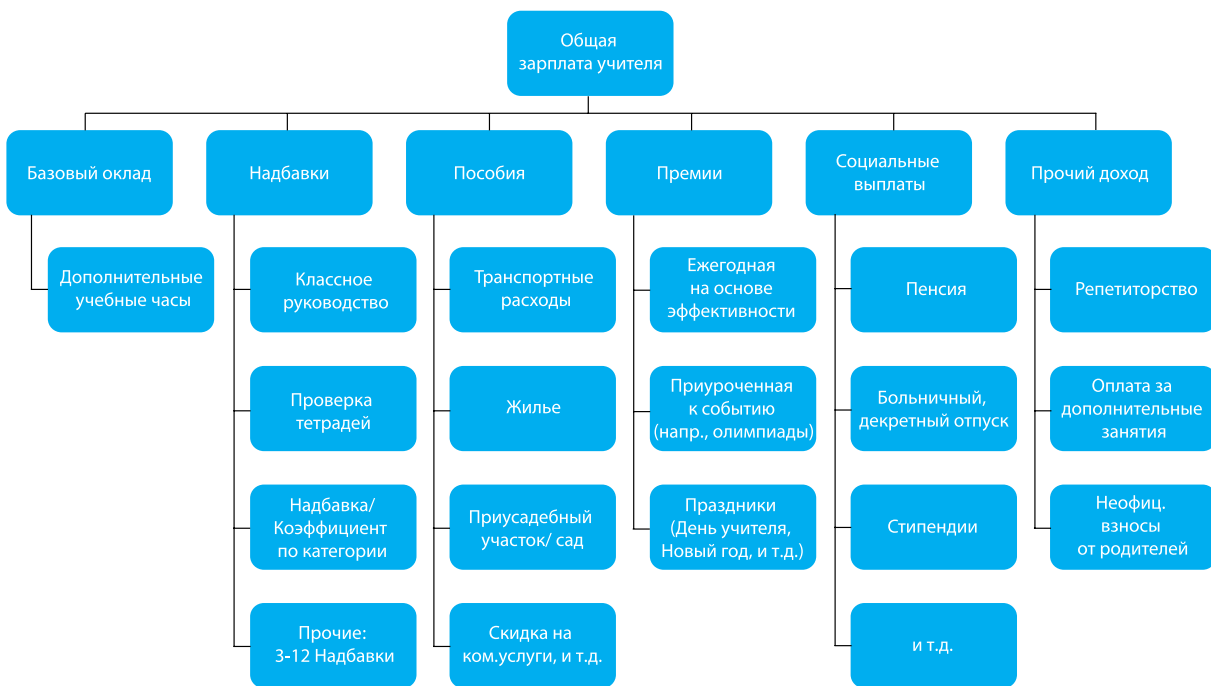 Общая
зарплата учителя
Базовый оклад
Надбавки
Пособия
Премии
Социальные
выплаты
Прочий доход
Дополнительные
учебные часы
Классное
руководство
Транспортные
расходы
Ежегодная
на основе
эффективности
Пенсия
Репетиторство
Проверка
тетрадей
Жилье
Приуроченная
к событию
(напр., олимпиады)
Больничный,
декретный отпуск
Оплата за
дополнительные
занятия
Надбавка/
Коэффициент
по категории
Приусадебный
участок/ сад
Праздники
(День учителя,
Новый год, и т.д.)
Стипендии
Неофиц.
взносы
от родителей
Прочие:
3-12 Надбавки
Скидка на
ком.услуги, и т.д.
и т.д.